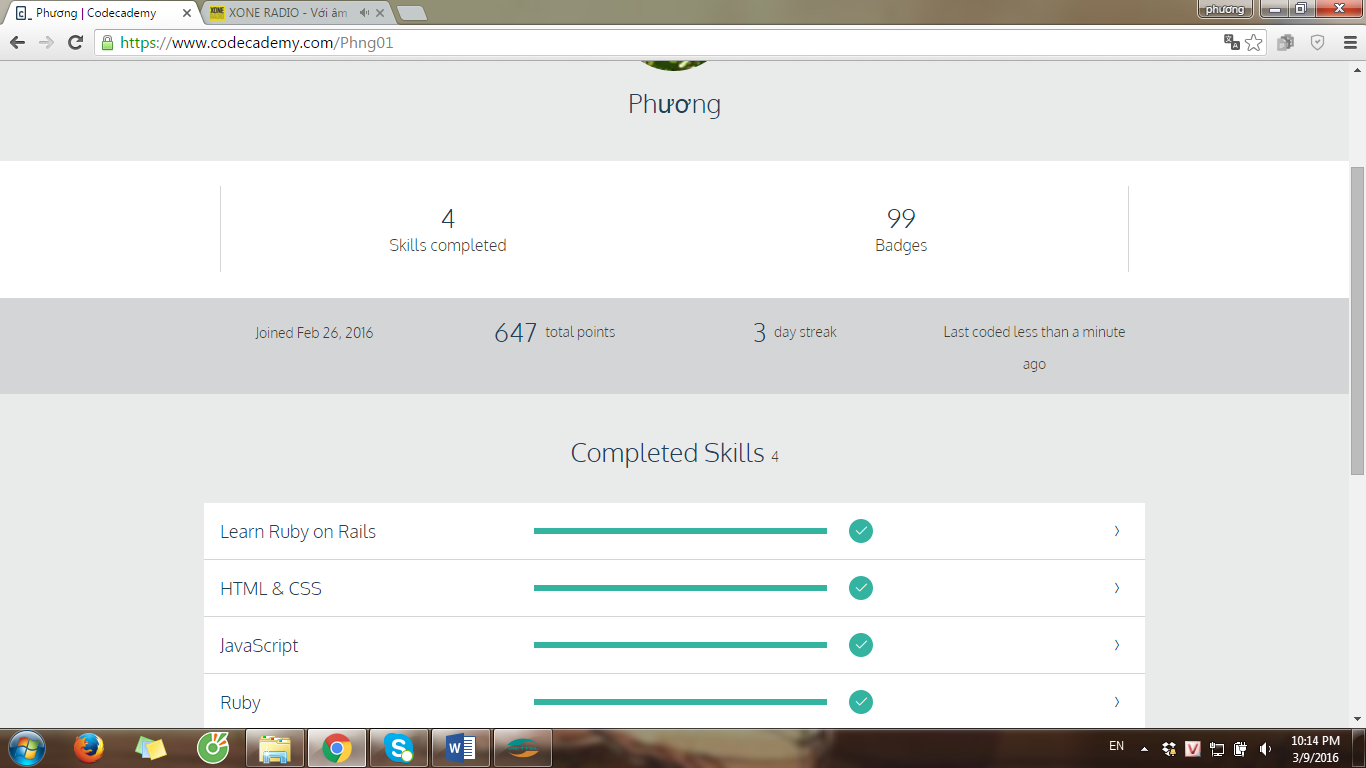 Phương | Codecademy
XONE RADIO - Với âm
phương
https://www.codecademy.com/Phng01
Phương
4
Skills completed
99
Badges
Joined Feb 26, 2016
647 total points
3 day streak
Last coded less than a minute
ago
Completed Skills 4
Learn Ruby on Rails
HTML & CSS
JavaScript
Ruby
EN
10:14 PM
3/9/2016